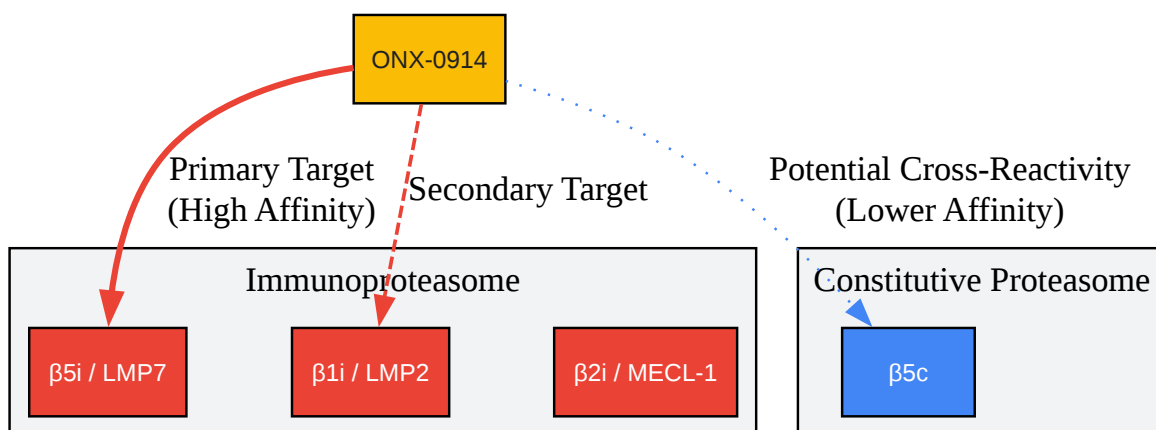 ONX-0914
Primary Target
(High Affinity)
Secondary Target
Potential Cross-Reactivity
(Lower Affinity)
Immunoproteasome
Constitutive Proteasome
β5i / LMP7
β1i / LMP2
β2i / MECL-1
β5c